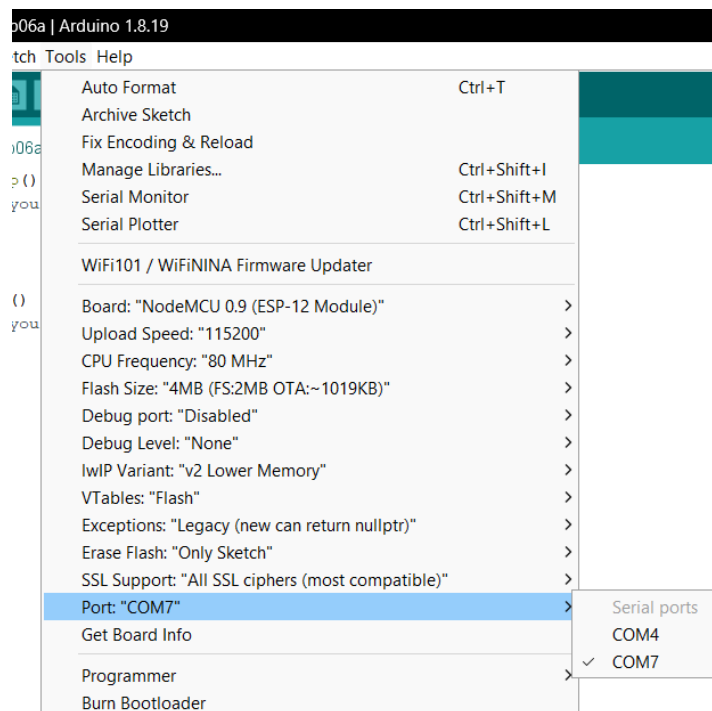 p06a | Arduino 1.8.19
tch Tools Help
Auto Format Ctrl+T
Archive Sketch
Fix Encoding & Reload
Manage Libraries... Ctrl+Shift+I
Serial Monitor Ctrl+Shift+M
Serial Plotter Ctrl+Shift+L
WiFi101 / WiFiNINA Firmware Updater
Board: "NodeMCU 0.9 (ESP-12 Module)"
Upload Speed: "115200"
CPU Frequency: "80 MHz"
Flash Size: "4MB (FS:2MB OTA:~1019KB)"
Debug port: "Disabled"
Debug Level: "None"
lwIP Variant: "v2 Lower Memory"
VTables: "Flash"
Exceptions: "Legacy (new can return nullptr)"
Erase Flash: "Only Sketch"
SSL Support: "All SSL ciphers (most compatible)"
Port: "COM7"
Get Board Info
Programmer
Burn Bootloader
Serial ports
COM4
COM7
06a
p()
you
()
you